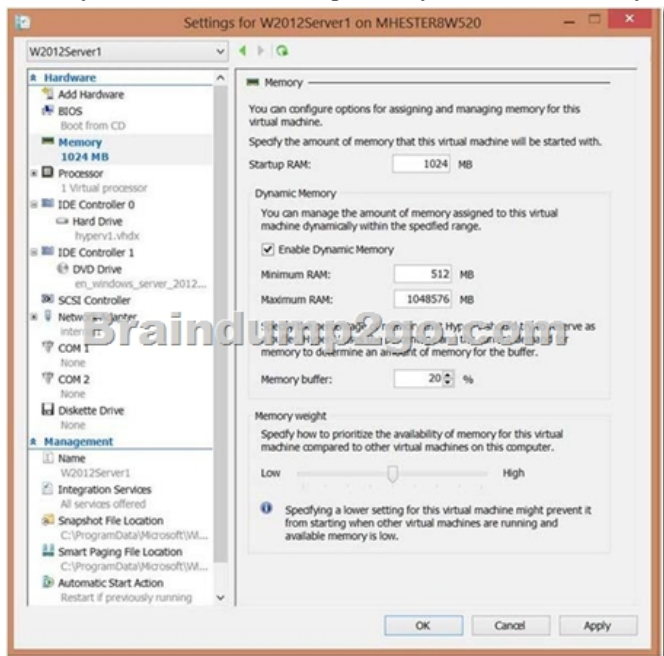 Settings for W2012Server1 on MHESTER8W520
W2012Server1
Hardware
Add Hardware
BIOS
Boot from CD
Memory
1024 MB
Processor
1 Virtual processor
IDE Controller 0
Hard Drive
hyperv1.vhdx
IDE Controller 1
DVD Drive
en_windows_server_2012...
SCSI Controller
Network Adapter
COM 1
None
COM 2
None
Diskette Drive
None
Management
Name
W2012Server1
Integration Services
All services offered
Snapshot File Location
C:\ProgramData\Microsoft\Wi...
Smart Paging File Location
C:\ProgramData\Microsoft\Wi...
Automatic Start Action
Restart if previously running
Memory
You can configure options for assigning and managing memory for this
virtual machine.
Specify the amount of memory that this virtual machine will be started with.
Startup RAM: 1024 MB
Dynamic Memory
You can manage the amount of memory assigned to this virtual
machine dynamically within the specified range.
Enable Dynamic Memory
Minimum RAM: 512 MB
Maximum RAM: 1048576 MB
Braindump2go.com
memory to determine an amount of memory for the buffer.
Memory buffer: 20 %
Memory weight
Specify how to prioritize the availability of memory for this virtual
machine compared to other virtual machines on this computer.
Low High
Specifying a lower setting for this virtual machine might prevent it
from starting when other virtual machines are running and
available memory is low.
OK Cancel Apply